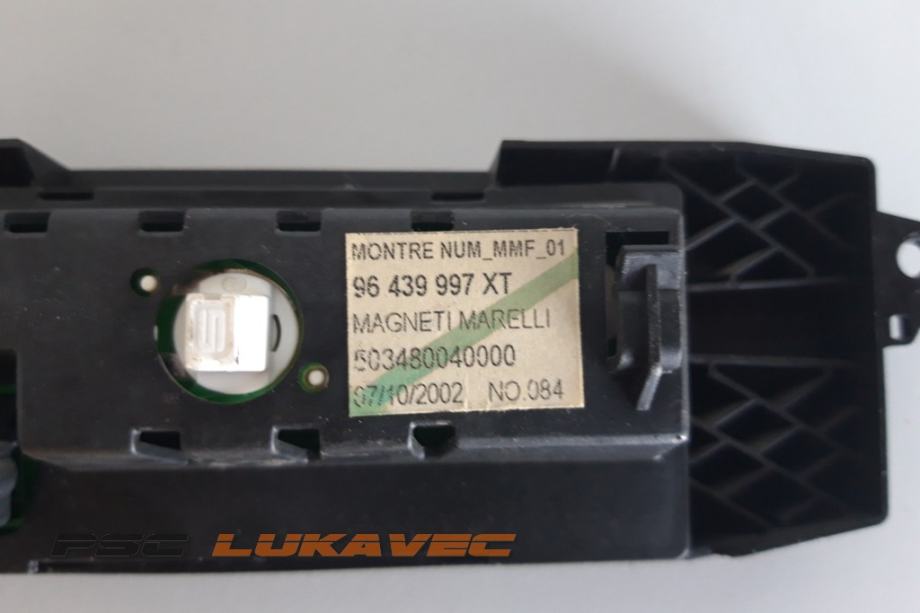 MONTRE NUM_MMF_01
96 439 997 XT
MAGNETI MARELLI
503480040000
07/10/2002 NO.084
PSC LUKAVEC